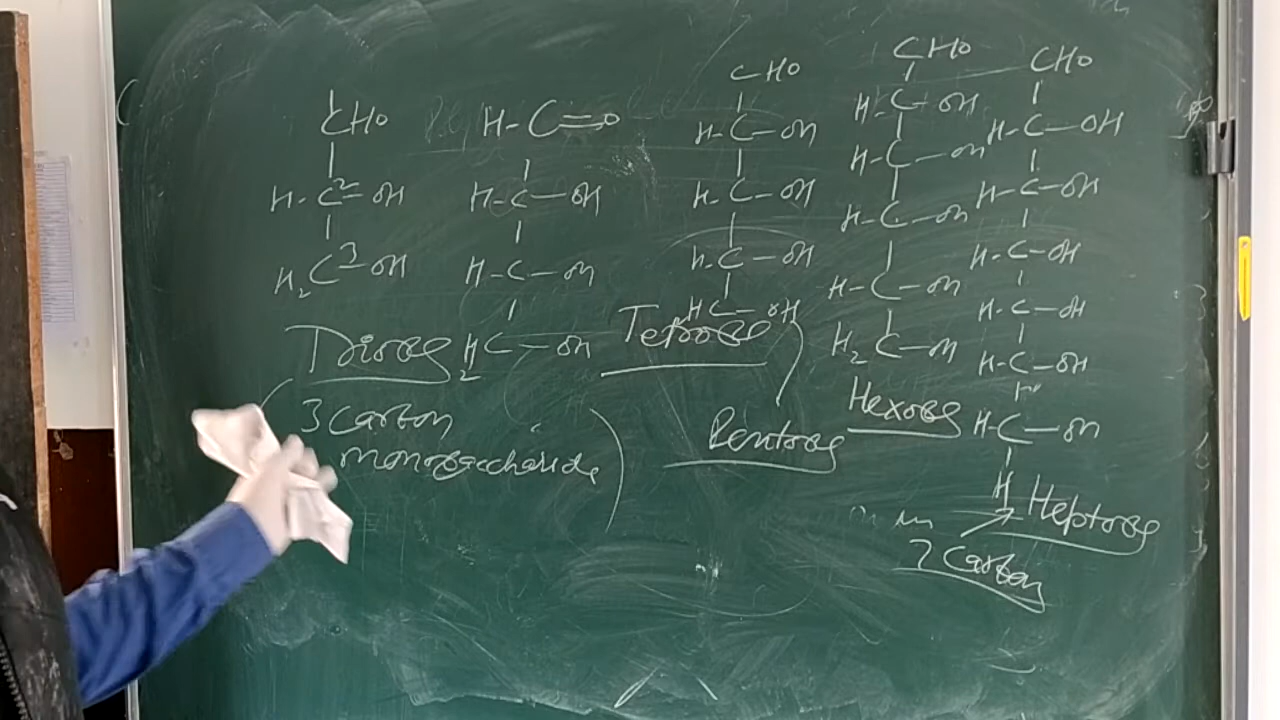 CHO
H-C²-OH
H₂C³-OH
Triose
3 Carbon
monosaccharide
H-C=O
H-C-OH
H-C-OH
H₂C-OH
Tetrose
CHO
H-C-OH
H-C-OH
H-C-OH
HC-OH
Pentose
CHO
H-C-OH
H-C-OH
H-C-OH
H-C-OH
H₂C-OH
Hexose
CHO
H-C-OH
H-C-OH
H-C-OH
H-C-OH
H-C-OH
H-C-OH
H
Heptose
7 Carbon